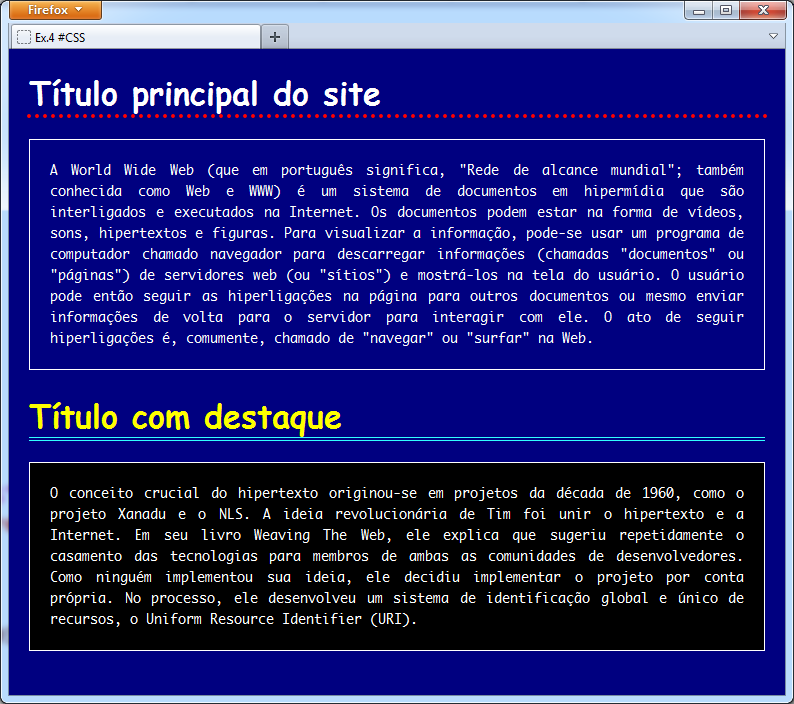 Firefox
Ex.4 #CSS
Título principal do site
A World Wide Web (que em português significa, "Rede de alcance mundial"; também
conhecida como Web e WWW) é um sistema de documentos em hipermídia que são
interligados e executados na Internet. Os documentos podem estar na forma de vídeos,
sons, hipertextos e figuras. Para visualizar a informação, pode-se usar um programa de
computador chamado navegador para descarregar informações (chamadas "documentos" ou
"páginas") de servidores web (ou "sítios") e mostrá-los na tela do usuário. O usuário
pode então seguir as hiperligações na página para outros documentos ou mesmo enviar
informações de volta para o servidor para interagir com ele. O ato de seguir
hiperligações é, comumente, chamado de "navegar" ou "surfar" na Web.
Título com destaque
O conceito crucial do hipertexto originou-se em projetos da década de 1960, como o
projeto Xanadu e o NLS. A ideia revolucionária de Tim foi unir o hipertexto e a
Internet. Em seu livro Weaving The Web, ele explica que sugeriu repetidamente o
casamento das tecnologias para membros de ambas as comunidades de desenvolvedores.
Como ninguém implementou sua ideia, ele decidiu implementar o projeto por conta
própria. No processo, ele desenvolveu um sistema de identificação global e único de
recursos, o Uniform Resource Identifier (URI).